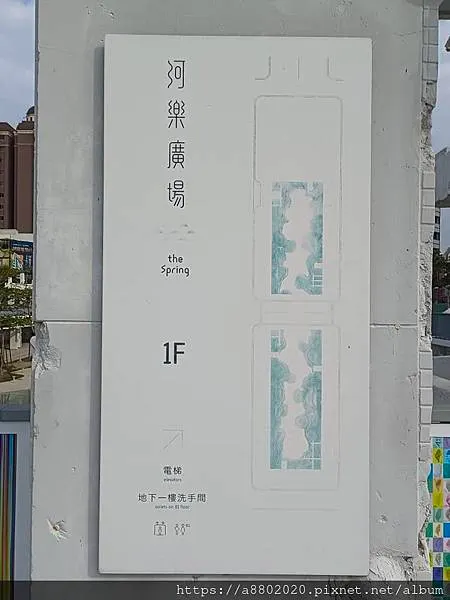 河樂廣場
the
Spring
1F
電梯
elevators
地下一樓洗手間
toilets on B1 floor
https://a8802020.pixnet.net/album